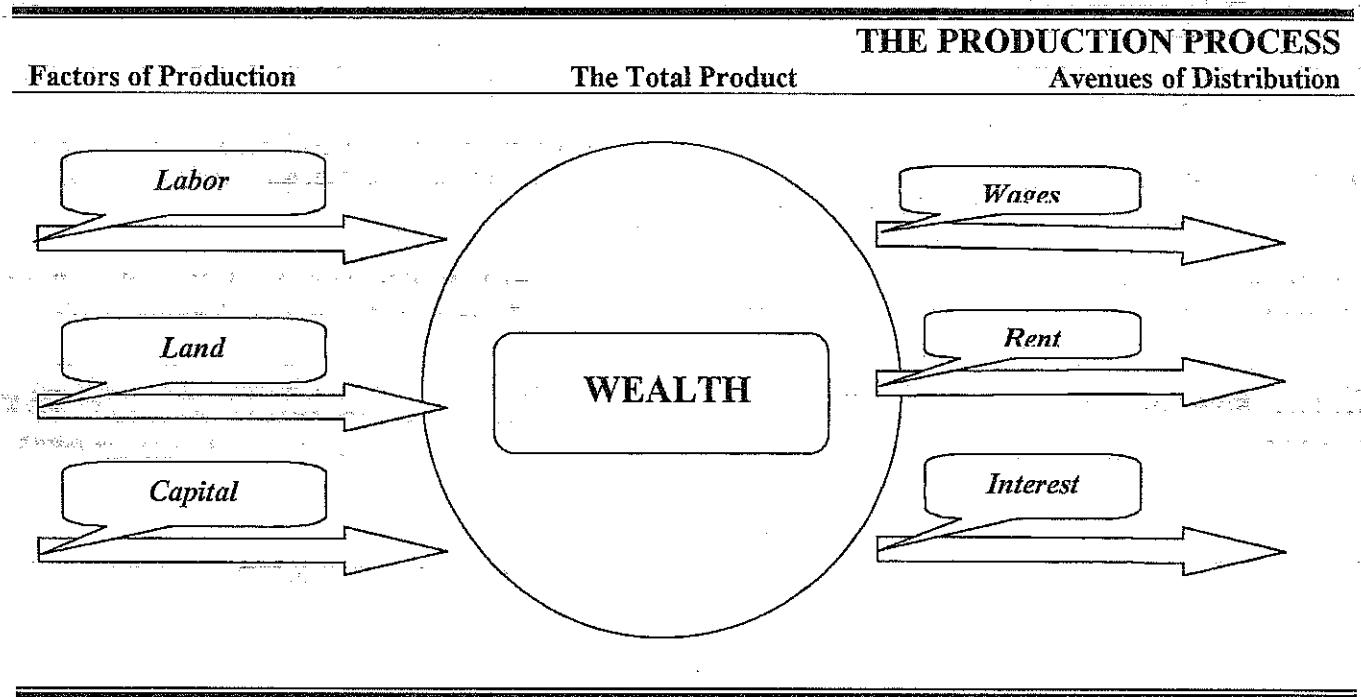 THE PRODUCTION PROCESS
Factors of Production The Total Product Avenues of Distribution
Labor Wages
Land Rent
WEALTH
Capital Interest